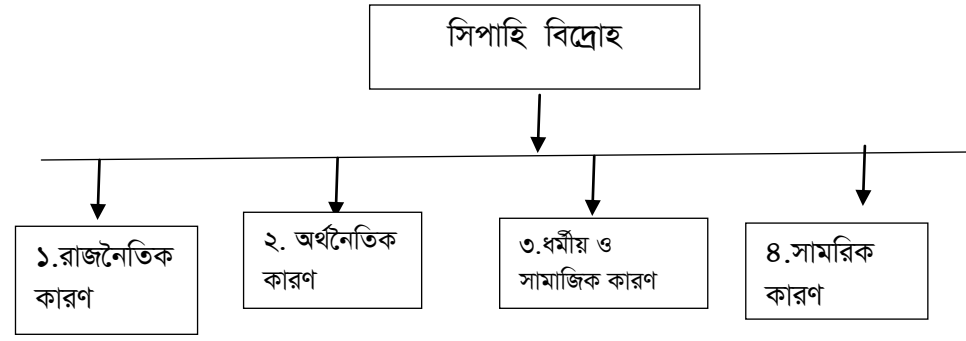 সিপাহি বিদ্রোহ
১.রাজনৈতিক
কারণ
২. অর্থনৈতিক
কারণ
৩.ধর্মীয় ও
সামাজিক কারণ
৪.সামরিক
কারণ